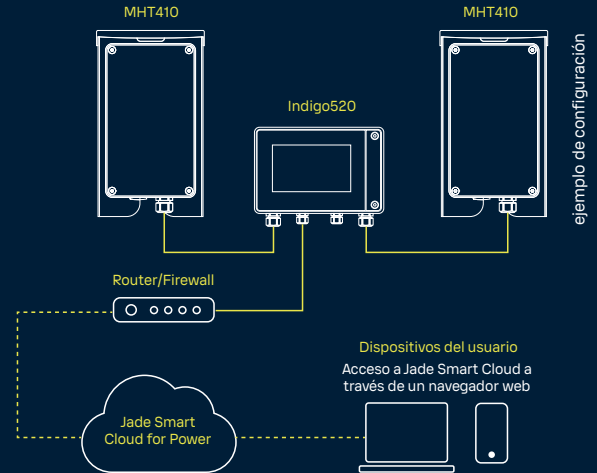 MHT410
MHT410
Indigo520
ejemplo de configuración
Router/Firewall
Dispositivos del usuario
Acceso a Jade Smart Cloud a
través de un navegador web
Jade Smart
Cloud for Power